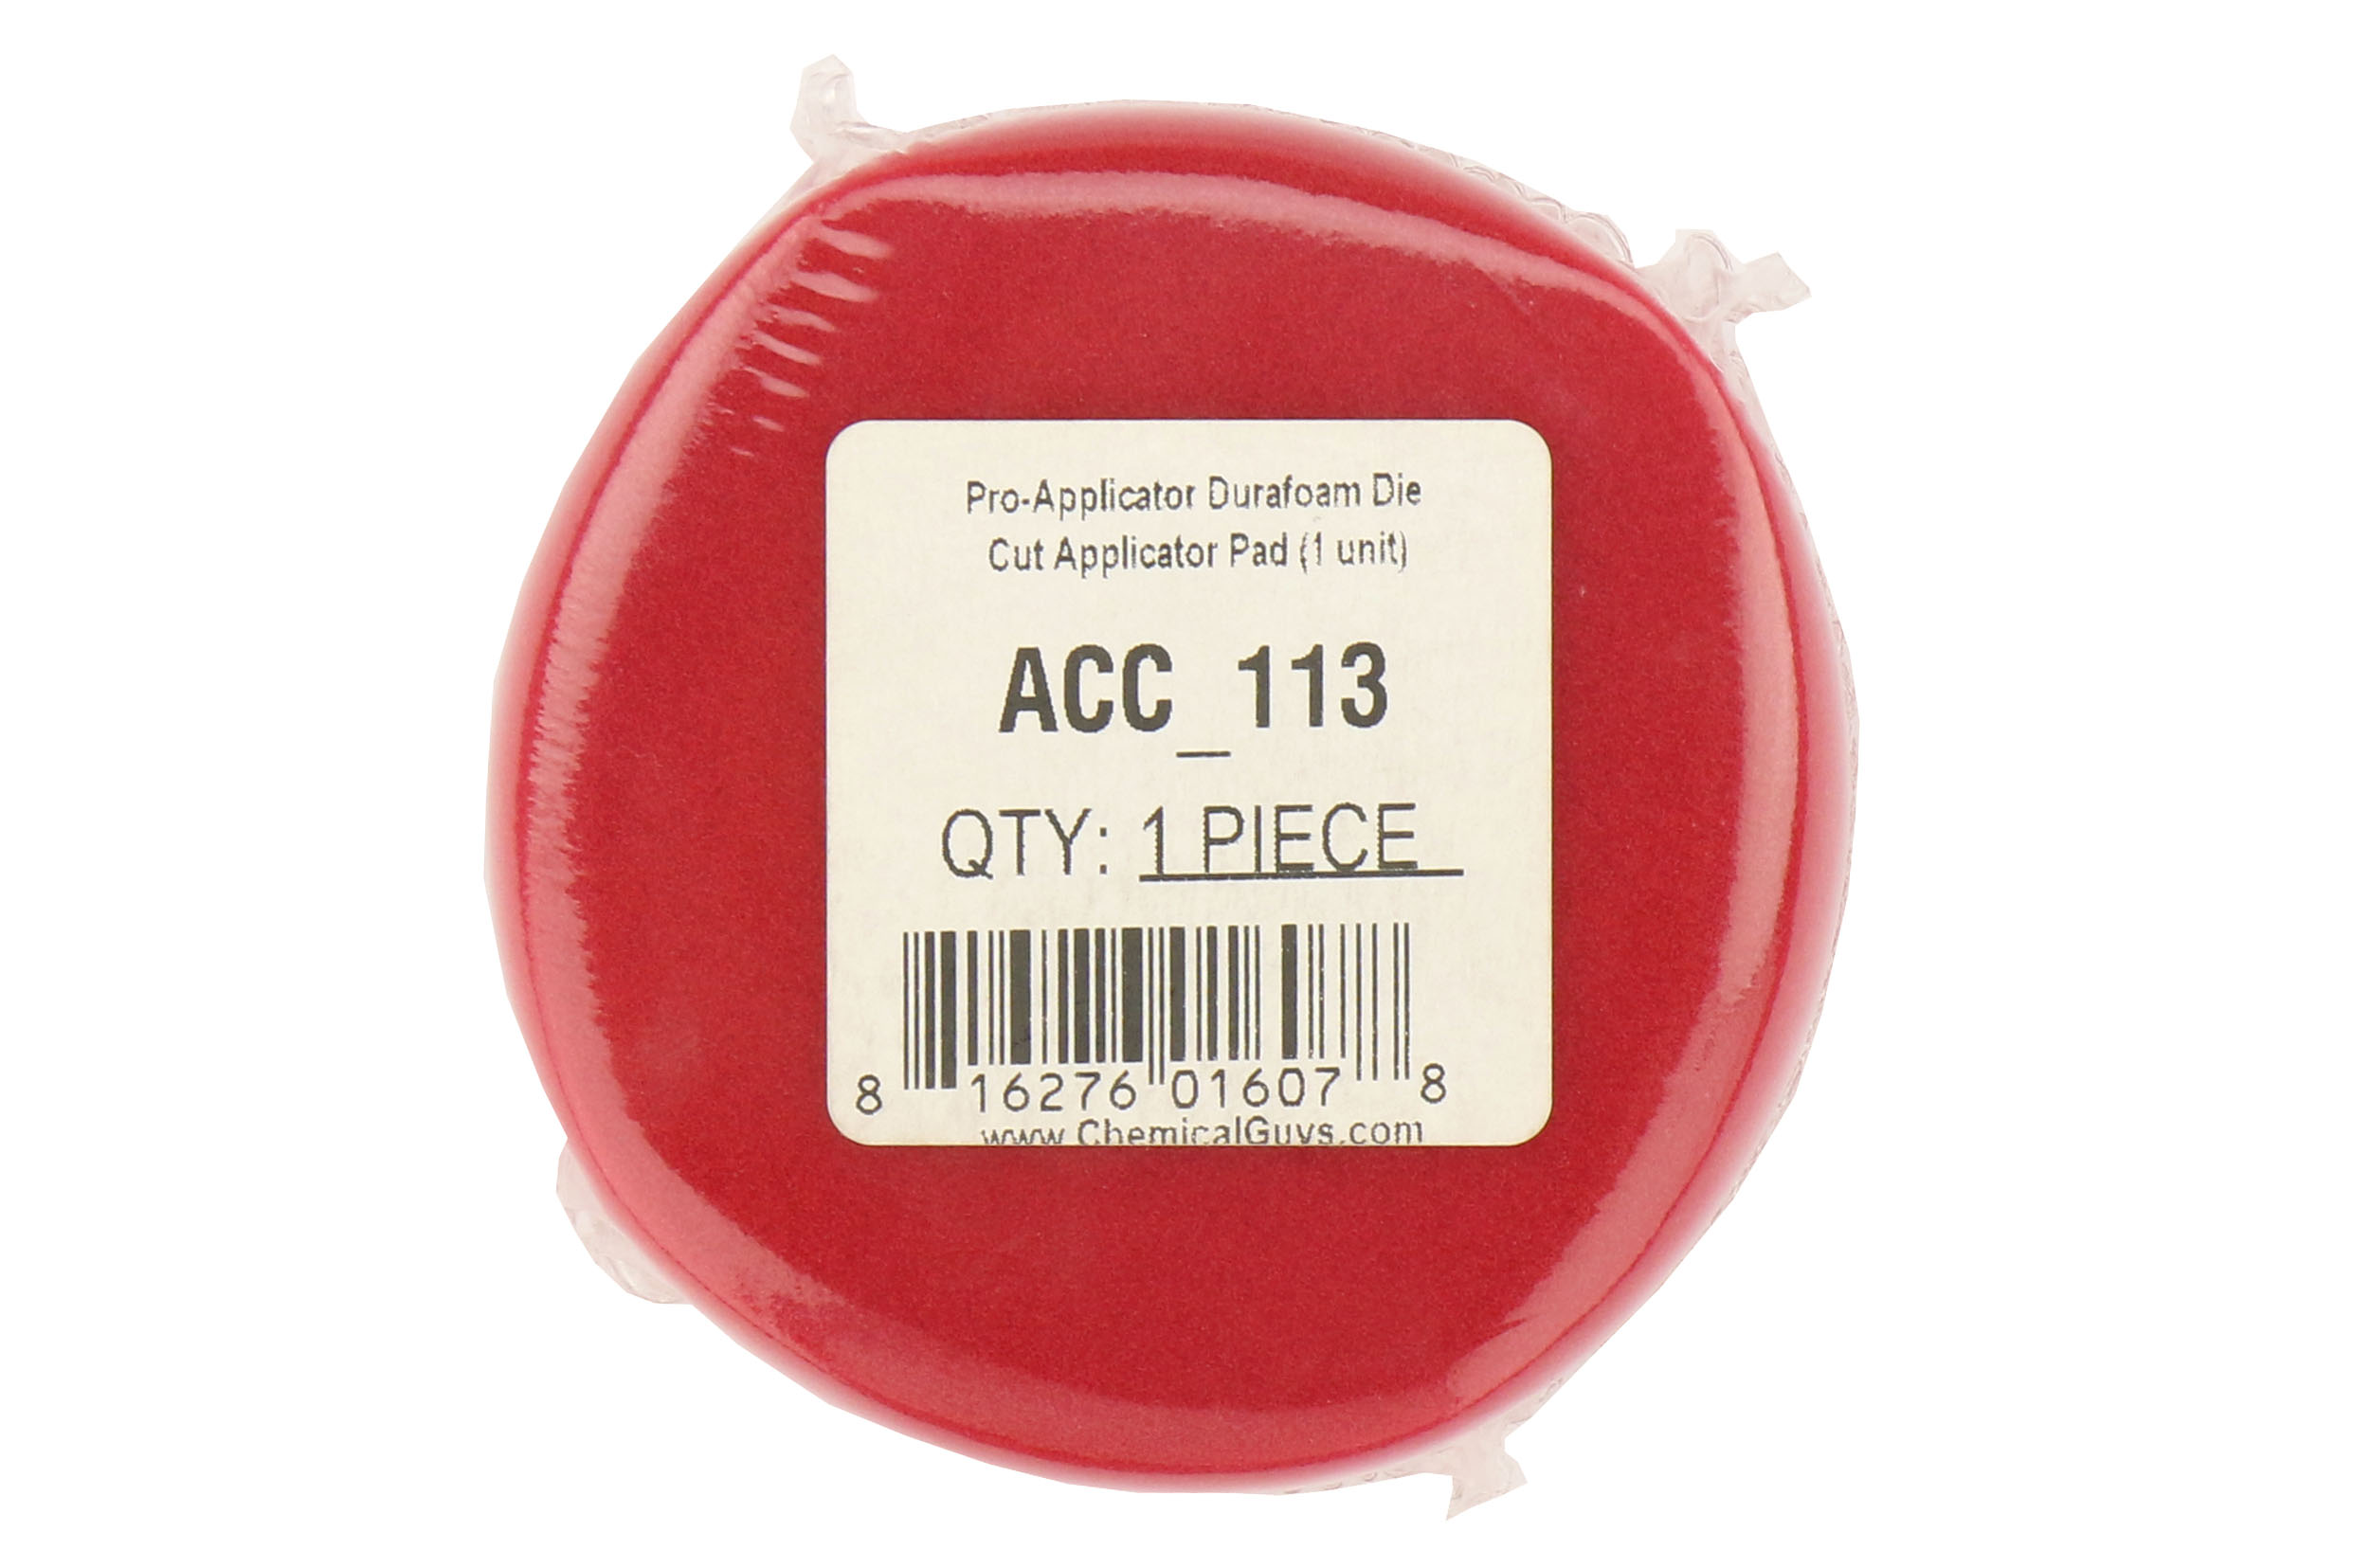 Pro-Applicator Durafoam Die
Cut Applicator Pad (1 unit)
ACC_113
QTY: 1 PIECE
8 16276 01607 8
www.ChemicalGuys.com